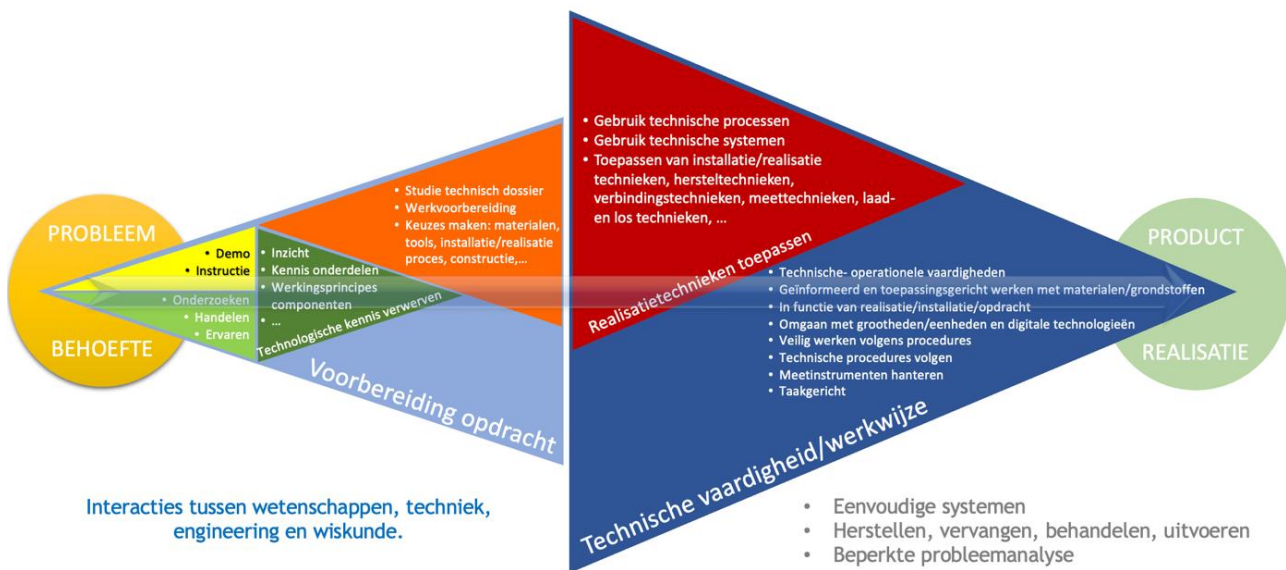 PROBLEEM
BEHOEFTE
• Demo
• Instructie
• Onderzoeken
• Handelen
• Ervaren
• Inzicht
• Kennis onderdelen
• Werkingsprincipes
componenten
• ...
Technologische kennis verwerven
• Studie technisch dossier
• Werkvoorbereiding
• Keuzes maken: materialen,
tools, installatie/realisatie
proces, constructie,...
Voorbereiding opdracht
• Gebruik technische processen
• Gebruik technische systemen
• Toepassen van installatie/realisatie
technieken, hersteltechnieken,
verbindingstechnieken, meettechnieken, laad-
en los technieken, ...
Realisatietechnieken toepassen
• Technische- operationele vaardigheden
• Geïnformeerd en toepassingsgericht werken met materialen/grondstoffen
• In functie van realisatie/installatie/opdracht
• Omgaan met grootheden/eenheden en digitale technologieën
• Veilig werken volgens procedures
• Technische procedures volgen
• Meetinstrumenten hanteren
• Taakgericht
Technische vaardigheid/werkwijze
PRODUCT
REALISATIE
Interacties tussen wetenschappen, techniek,
engineering en wiskunde.
• Eenvoudige systemen
• Herstellen, vervangen, behandelen, uitvoeren
• Beperkte probleemanalyse